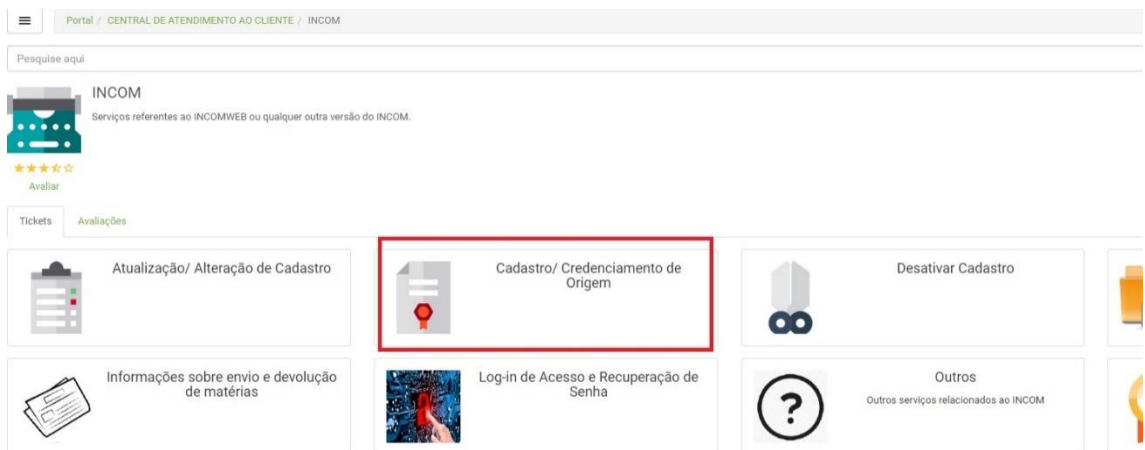 Portal / CENTRAL DE ATENDIMENTO AO CLIENTE / INCOM
Pesquise aqui
INCOM
Serviços referentes ao INCOMWEB ou qualquer outra versão do INCOM.
Avaliar
Tickets
Avaliações
Atualização/ Alteração de Cadastro
Cadastro/ Credenciamento de
Origem
Desativar Cadastro
Informações sobre envio e devolução
de matérias
Log-in de Acesso e Recuperação de
Senha
?
Outros
Outros serviços relacionados ao INCOM